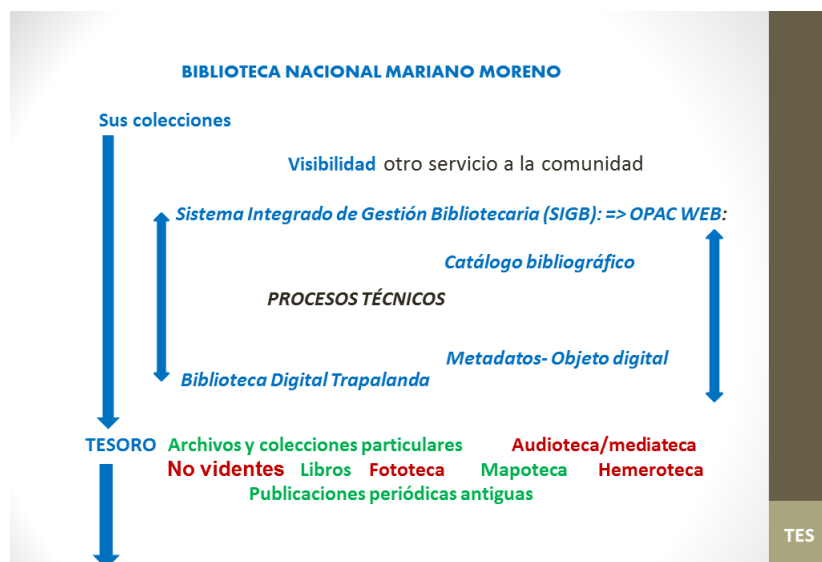 BIBLIOTECA NACIONAL MARIANO MORENO
Sus colecciones
Visibilidad otro servicio a la comunidad
Sistema Integrado de Gestión Bibliotecaria (SIGB): => OPAC WEB:
Catálogo bibliográfico
PROCESOS TÉCNICOS
Metadatos- Objeto digital
Biblioteca Digital Trapalanda
TESORO Archivos y colecciones particulares Audioteca/mediateca
No videntes Libros Fototeca Mapoteca Hemeroteca
Publicaciones periódicas antiguas
TES